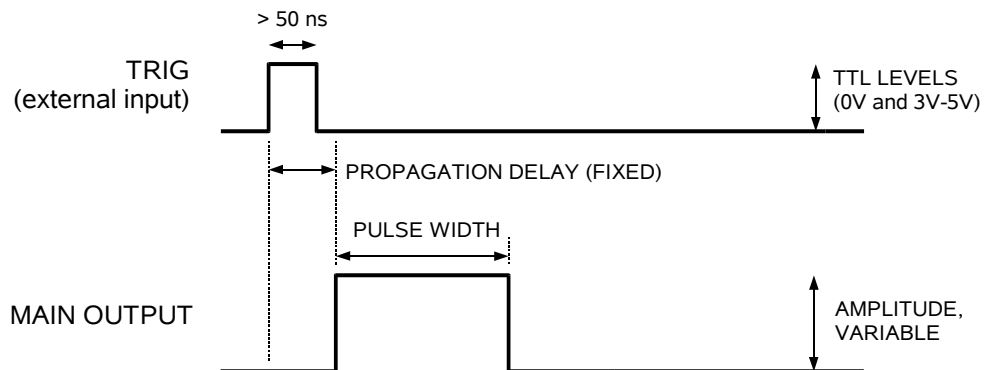 > 50 ns
TRIG
(external input)
TTL LEVELS
(0V and 3V-5V)
PROPAGATION DELAY (FIXED)
PULSE WIDTH
MAIN OUTPUT
AMPLITUDE,
VARIABLE